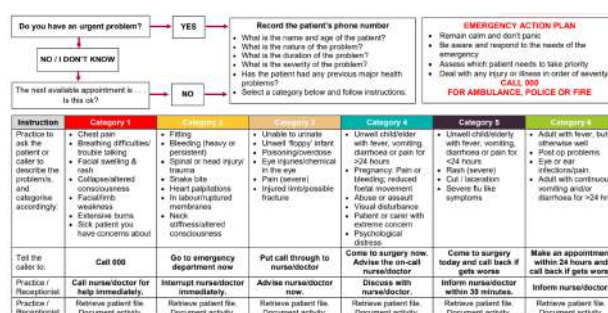 Do you have an urgent problem?
YES
NO / I DON'T KNOW
The next available appointment is . . .
Is this ok?
NO
Record the patient's phone number
• What is the name and age of the patient?
• What is the nature of the problem?
• What is the duration of the problem?
• What is the severity of the problem?
• Has the patient had any previous major health
problems?
• Select a category below and follow instructions.
EMERGENCY ACTION PLAN
• Remain calm and don't panic
• Be aware and respond to the needs of the
emergency
• Assess which patient needs to take priority
• Deal with any injury or illness in order of severity
CALL 000
FOR AMBULANCE, POLICE OR FIRE
Instruction
Category 1
Category 2
Category 3
Category 4
Category 5
Category 6
Practice to
ask the
patient or
caller to
describe the
problem/s,
and
categorise
accordingly:
• Chest pain
• Breathing difficulties/
trouble talking
• Facial swelling &
rash
• Collapse/altered
consciousness
• Facial/limb
weakness
• Extensive burns
• Sick patient you
have concerns about
• Fitting
• Bleeding (heavy or
persistent)
• Spinal or head injury/
trauma
• Snake bite
• Heart palpitations
• In labour/ruptured
membranes
• Neck
stiffness/altered
consciousness
• Unable to urinate
• Unwell 'floppy' infant
• Poisoning/overdose
• Eye injuries/chemical
in the eye
• Pain (severe)
• Injured limb/possible
fracture
• Unwell child/elder
with fever, vomiting,
diarrhoea or pain for
>24 hours
• Pregnancy: Pain or
bleeding; reduced
foetal movement
• Abuse or assault
• Visual disturbance
• Patient or carer with
extreme concern
• Psychological
distress
• Unwell child/elderly
with fever, vomiting,
diarrhoea or pain for
<24 hours
• Rash (severe)
• Cut / laceration
• Severe flu like
symptoms
• Adult with fever, but
otherwise well
• Post op problems
• Eye or ear
infections/pain
• Adult with continuous
vomiting and/or
diarrhoea for >24 hr
Tell the
caller to:
Call 000
Go to emergency
department now
Put call through to
nurse/doctor
Come to surgery now.
Advise the on-call
nurse/doctor
Come to surgery
today and call back if
gets worse
Make an appointment
within 24 hours and
call back if gets worse
Practice /
Receptionist
Call nurse/doctor for
help immediately.
Interrupt nurse/doctor
immediately.
Advise nurse/doctor
now.
Discuss with
nurse/doctor.
Inform nurse/doctor
within 30 minutes.
Inform nurse/doctor
Practice /
Receptionist
Retrieve patient file.
Document activity
Retrieve patient file.
Document activity
Retrieve patient file.
Document activity
Retrieve patient file.
Document activity
Retrieve patient file.
Document activity
Retrieve patient file.
Document activity